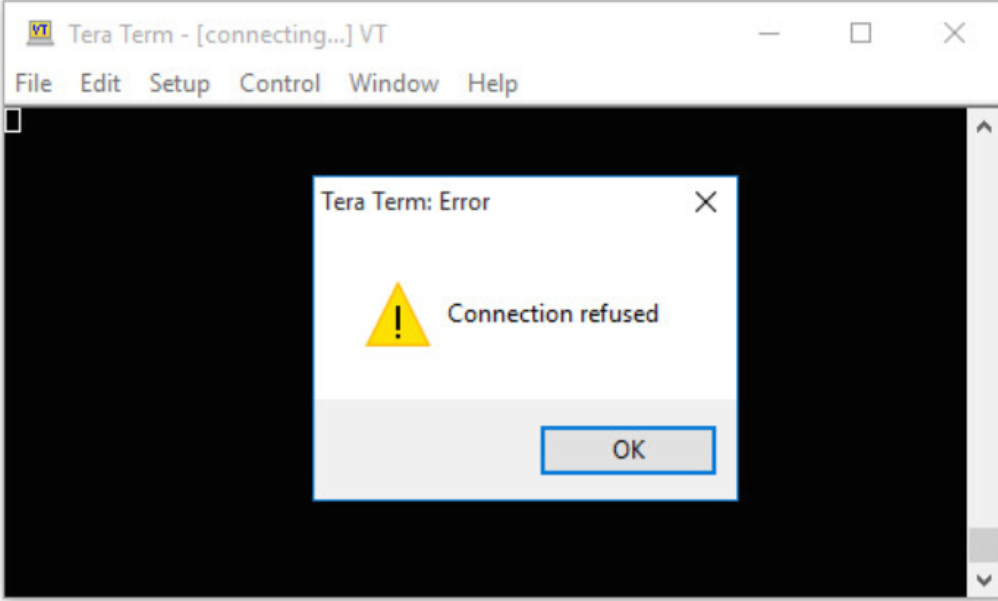 VT Tera Term - [connecting...] VT
File Edit Setup Control Window Help
Tera Term: Error
! Connection refused
OK